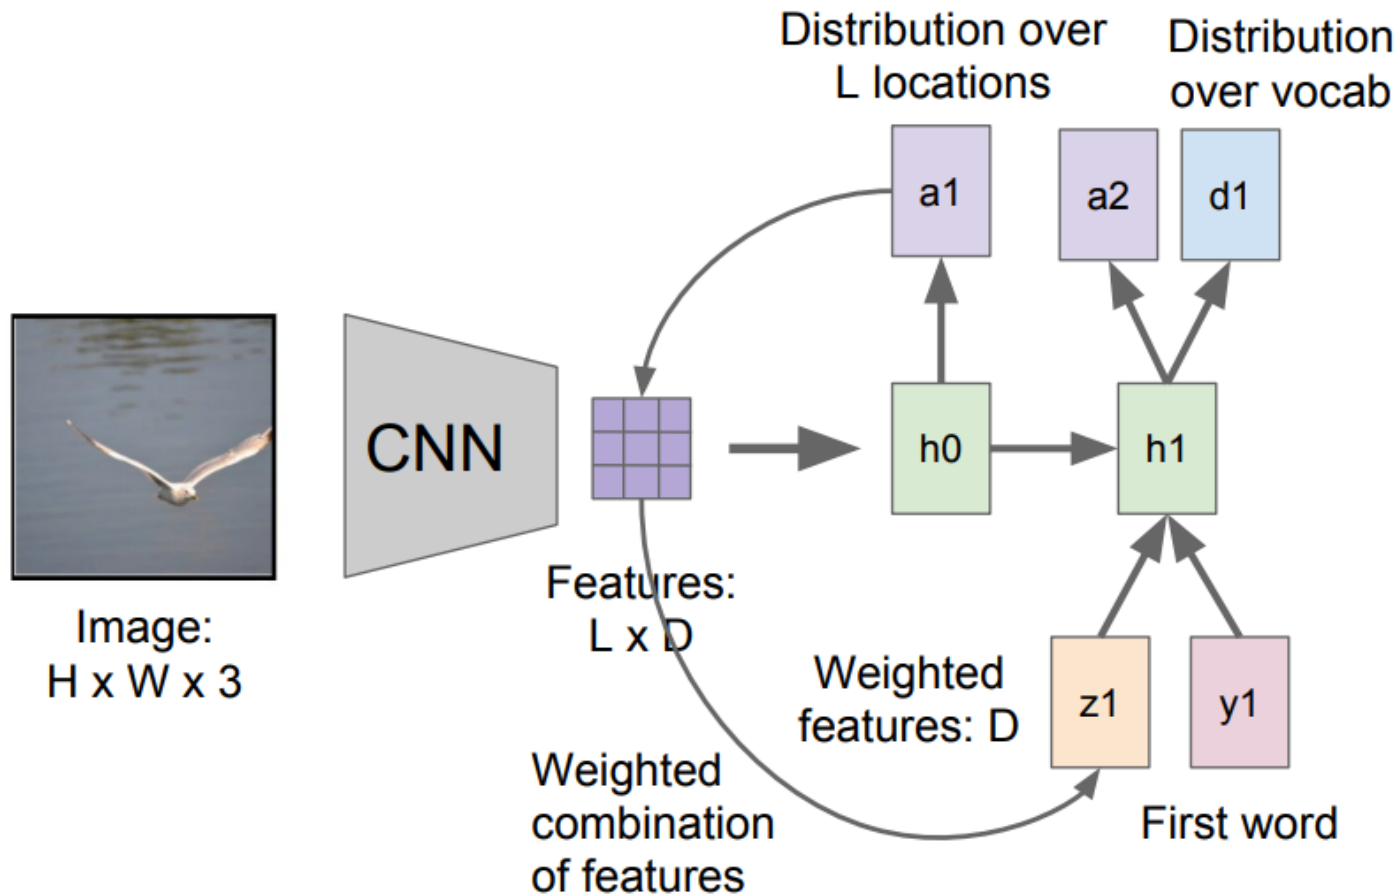 Distribution over
L locations
Distribution
over vocab
a1
a2
d1
CNN
h0
h1
Features:
L x D
Image:
H x W x 3
Weighted
features: D
z1
y1
Weighted
combination
of features
First word